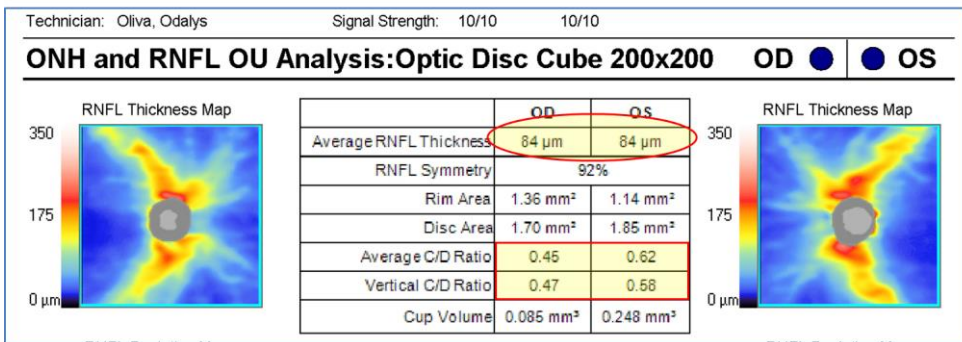 Technician: Oliva, Odalys Signal Strength: 10/10 10/10
ONH and RNFL OU Analysis:Optic Disc Cube 200x200 OD OS
RNFL Thickness Map
350
175
0 µm
OD OS
Average RNFL Thickness 84 µm 84 µm
RNFL Symmetry 92%
Rim Area 1.36 mm² 1.14 mm²
Disc Area 1.70 mm² 1.85 mm²
Average C/D Ratio 0.45 0.62
Vertical C/D Ratio 0.47 0.58
Cup Volume 0.085 mm³ 0.248 mm³
RNFL Thickness Map
350
175
0 µm